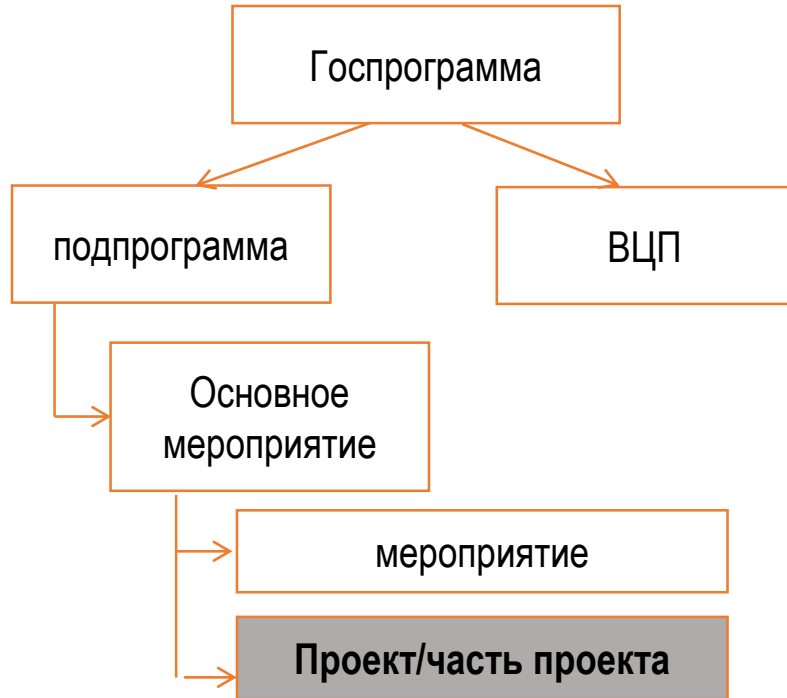 Госпрограмма
подпрограмма
ВЦП
Основное
мероприятие
мероприятие
Проект/часть проекта